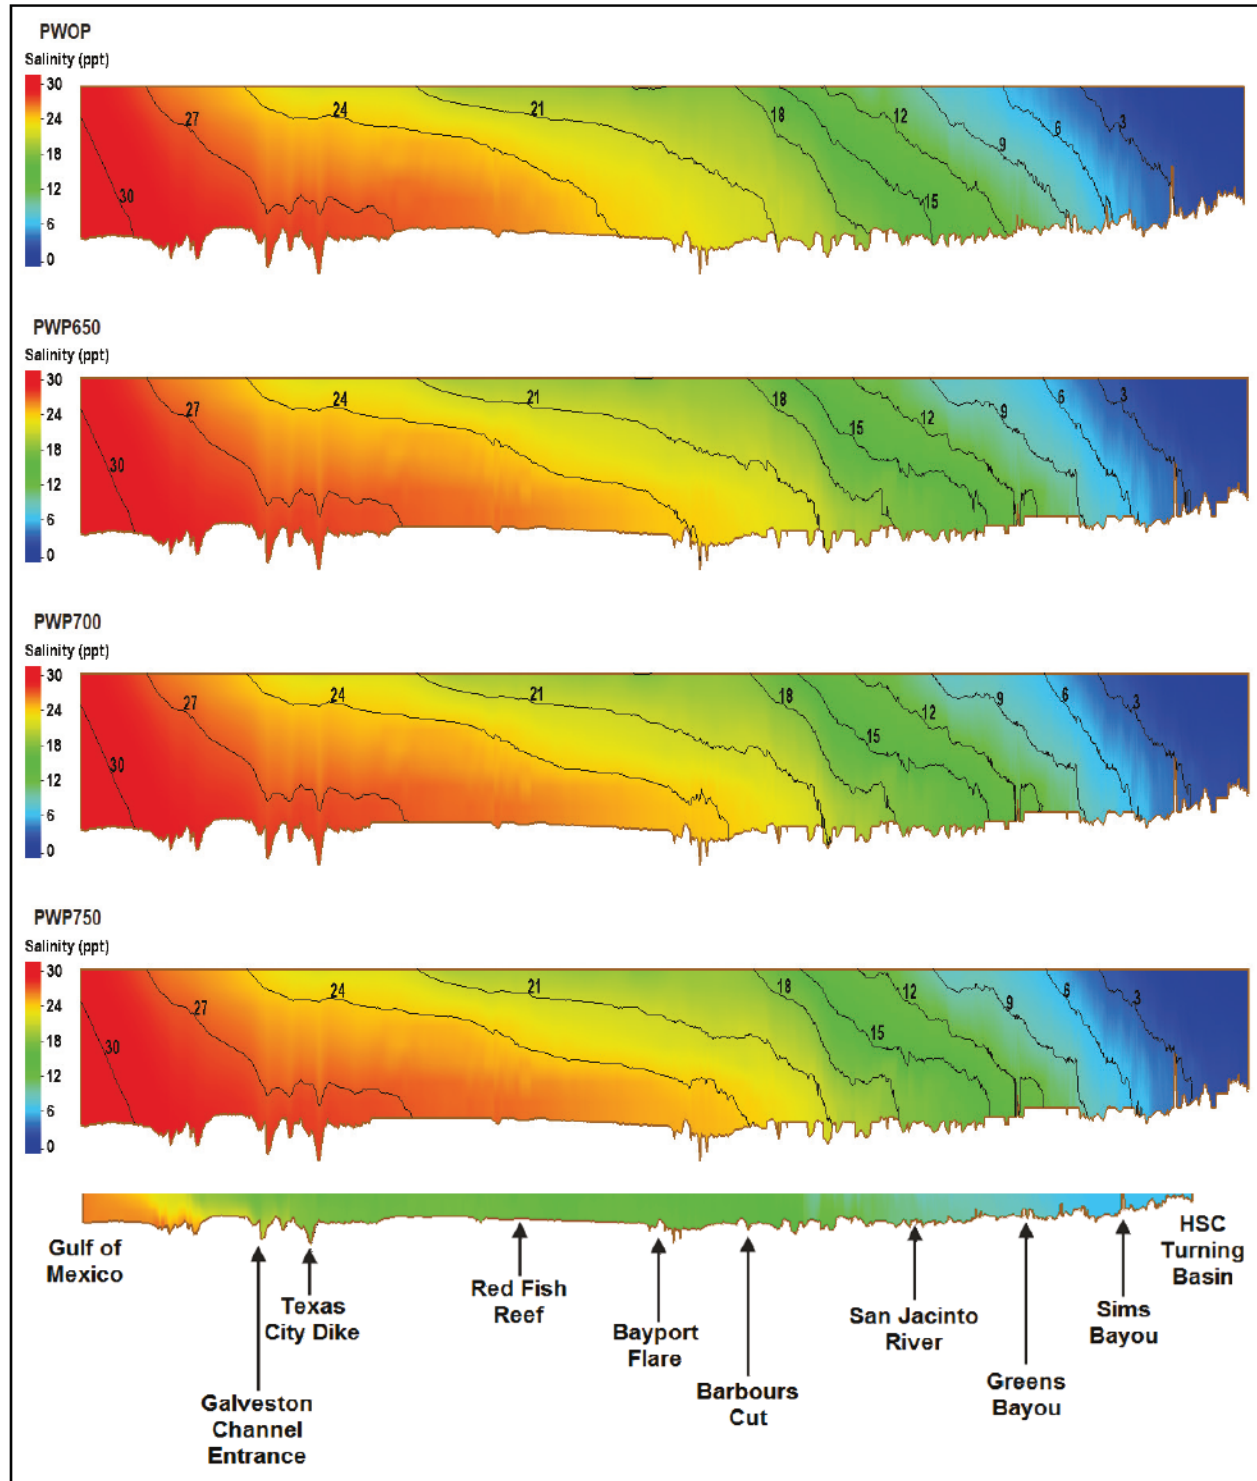 PWOP
Salinity (ppt)
30
24
18
12
6
0
30
27
24
21
18
15
12
9
6
3
PWP650
Salinity (ppt)
30
24
18
12
6
0
30
27
24
21
18
15
12
9
6
3
PWP700
Salinity (ppt)
30
24
18
12
6
0
30
27
24
21
18
15
12
9
6
3
PWP750
Salinity (ppt)
30
24
18
12
6
0
30
27
24
21
18
15
12
9
6
3
Gulf of
Mexico
Galveston
Channel
Entrance
Texas
City Dike
Red Fish
Reef
Bayport
Flare
Barbours
Cut
San Jacinto
River
Greens
Bayou
Sims
Bayou
HSC
Turning
Basin